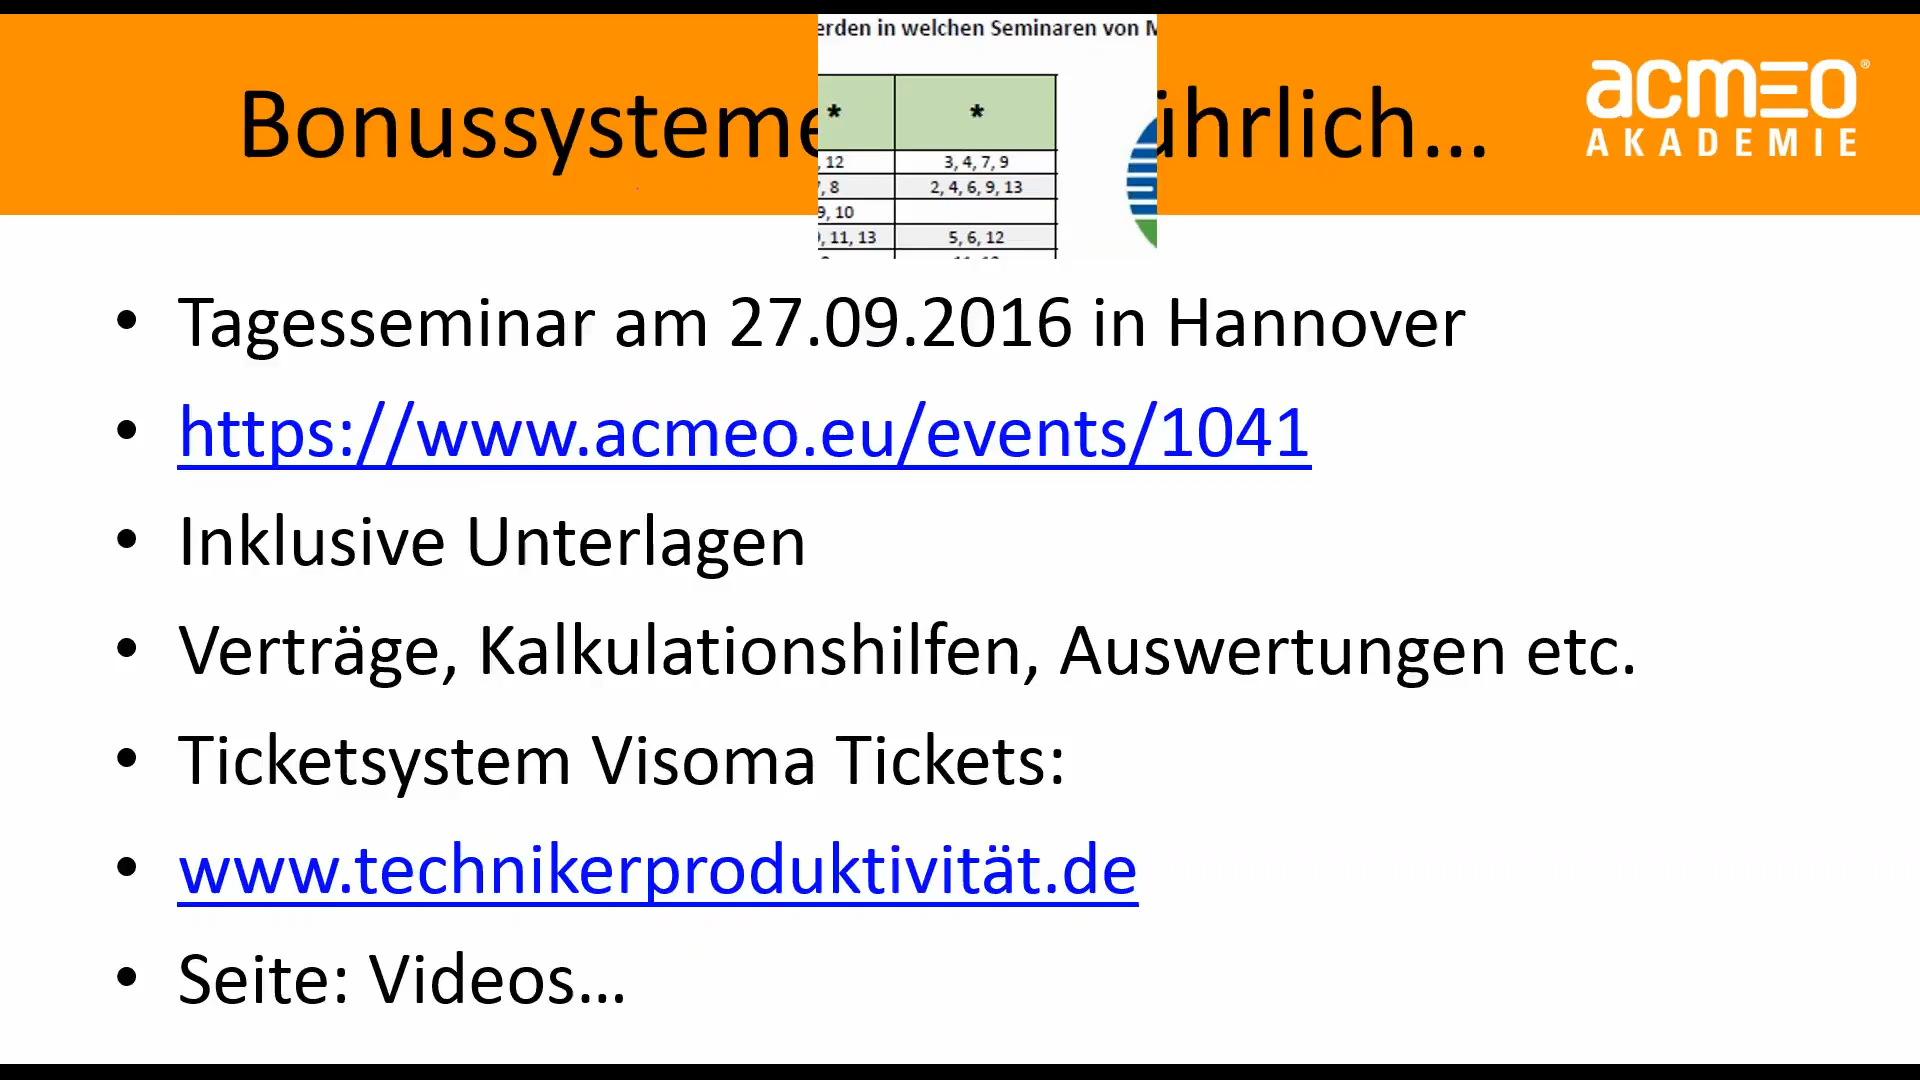 erden in welchen Seminaren von
Bonussysteme
ührlich...
acmeo®
AKADEMIE
* *
, 12 3, 4, 7, 9
, 8 2, 4, 6, 9, 13
9, 10
, 11, 13 5, 6, 12
• Tagesseminar am 27.09.2016 in Hannover
• https://www.acmeo.eu/events/1041
• Inklusive Unterlagen
• Verträge, Kalkulationshilfen, Auswertungen etc.
• Ticketsystem Visoma Tickets:
• www.technikerproduktivität.de
• Seite: Videos...